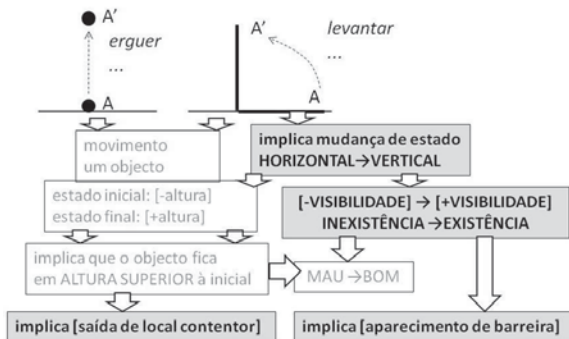 A'
erguer
...
A
A'
levantar
...
A
movimento
um objecto
implica mudança de estado
HORIZONTAL→VERTICAL
estado inicial: [-altura]
estado final: [+altura]
[-VISIBILIDADE] → [+VISIBILIDADE]
INEXISTÊNCIA →EXISTÊNCIA
implica que o objecto fica
em ALTURA SUPERIOR à inicial
MAU →BOM
implica [saída de local contentor]
implica [aparecimento de barreira]